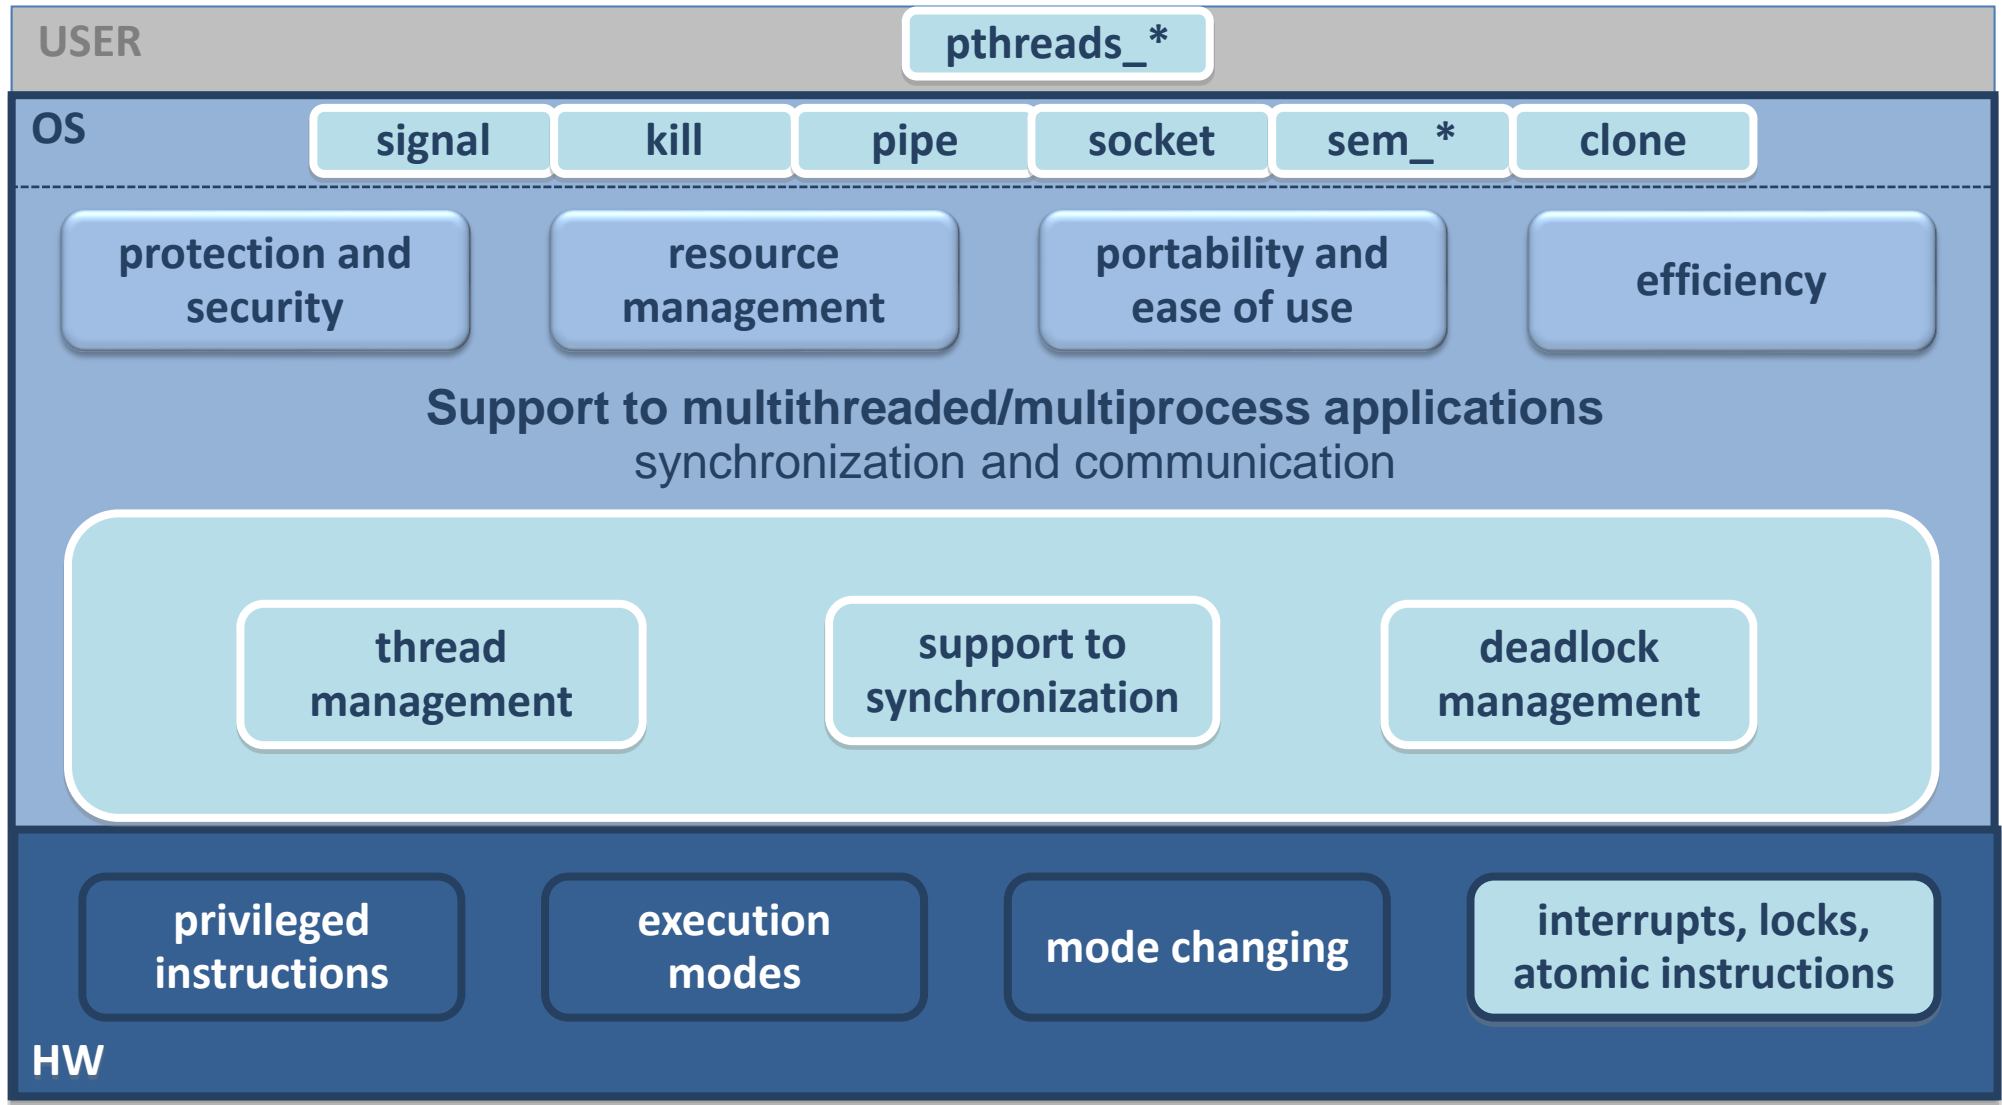 USER
pthreads_*
OS
signal
kill
pipe
socket
sem_*
clone
protection and
security
resource
management
portability and
ease of use
efficiency
Support to multithreaded/multiprocess applications
synchronization and communication
thread
management
support to
synchronization
deadlock
management
privileged
instructions
execution
modes
mode changing
interrupts, locks,
atomic instructions
HW